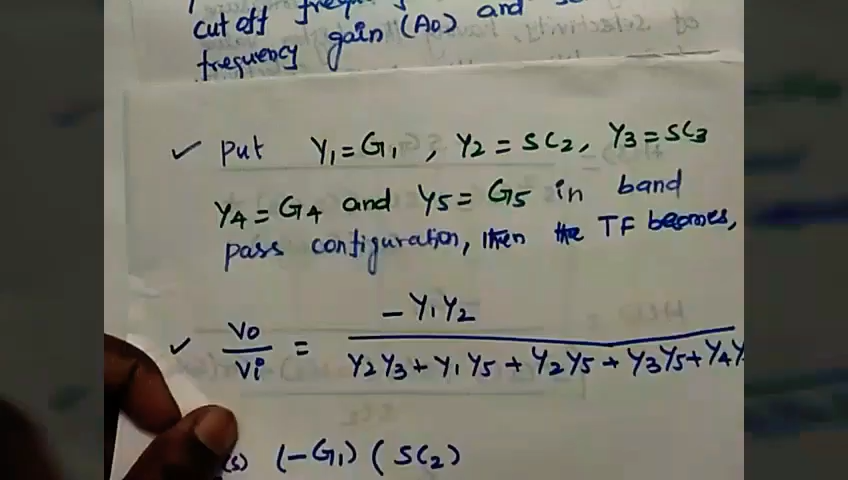 cut off
frequency gain (A0) and
✓ put Y1 = G1, Y2 = SC2, Y3 = SC3
Y4 = G4 and Y5 = G5 in band
pass configuration, then the TF becomes,
✓ Vo/Vi = -Y1Y2 / Y2Y3 + Y1Y5 + Y2Y5 + Y3Y5 + Y4Y
(s) (-G1) (SC2)